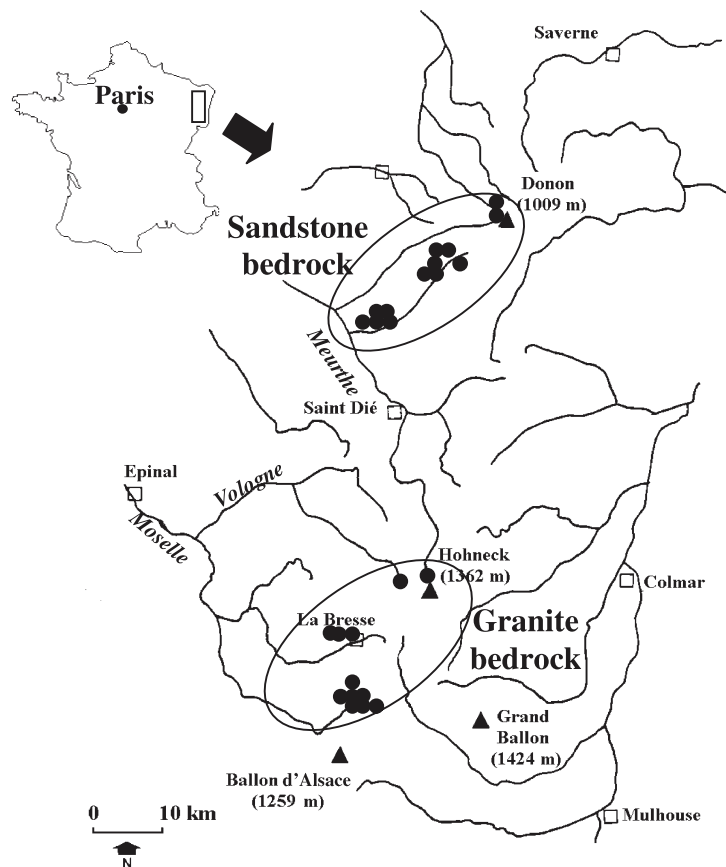 Saverne
Paris
Donon
(1009 m)
Sandstone
bedrock
Meurthe
Saint Dié
Epinal
Vologne
Moselle
Hohneck
(1362 m)
Colmar
La Bresse
Granite
bedrock
Grand
Ballon
(1424 m)
Ballon d'Alsace
(1259 m)
0 10 km
Mulhouse
N